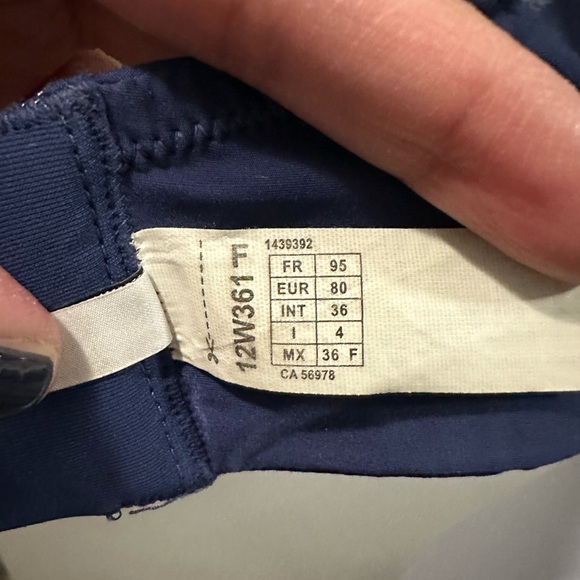 12W361 F
1439392
FR 95
EUR 80
INT 36
I 4
MX 36 F
CA 56978